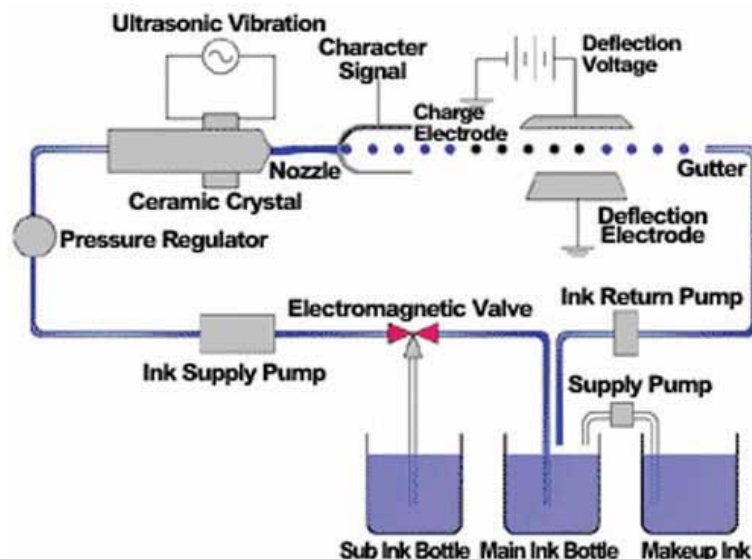 Ultrasonic Vibration
Character
Signal
Deflection
Voltage
Charge
Electrode
Nozzle
Gutter
Ceramic Crystal
Deflection
Electrode
Pressure Regulator
Electromagnetic Valve
Ink Return Pump
Ink Supply Pump
Supply Pump
Sub Ink Bottle
Main Ink Bottle
Makeup Ink